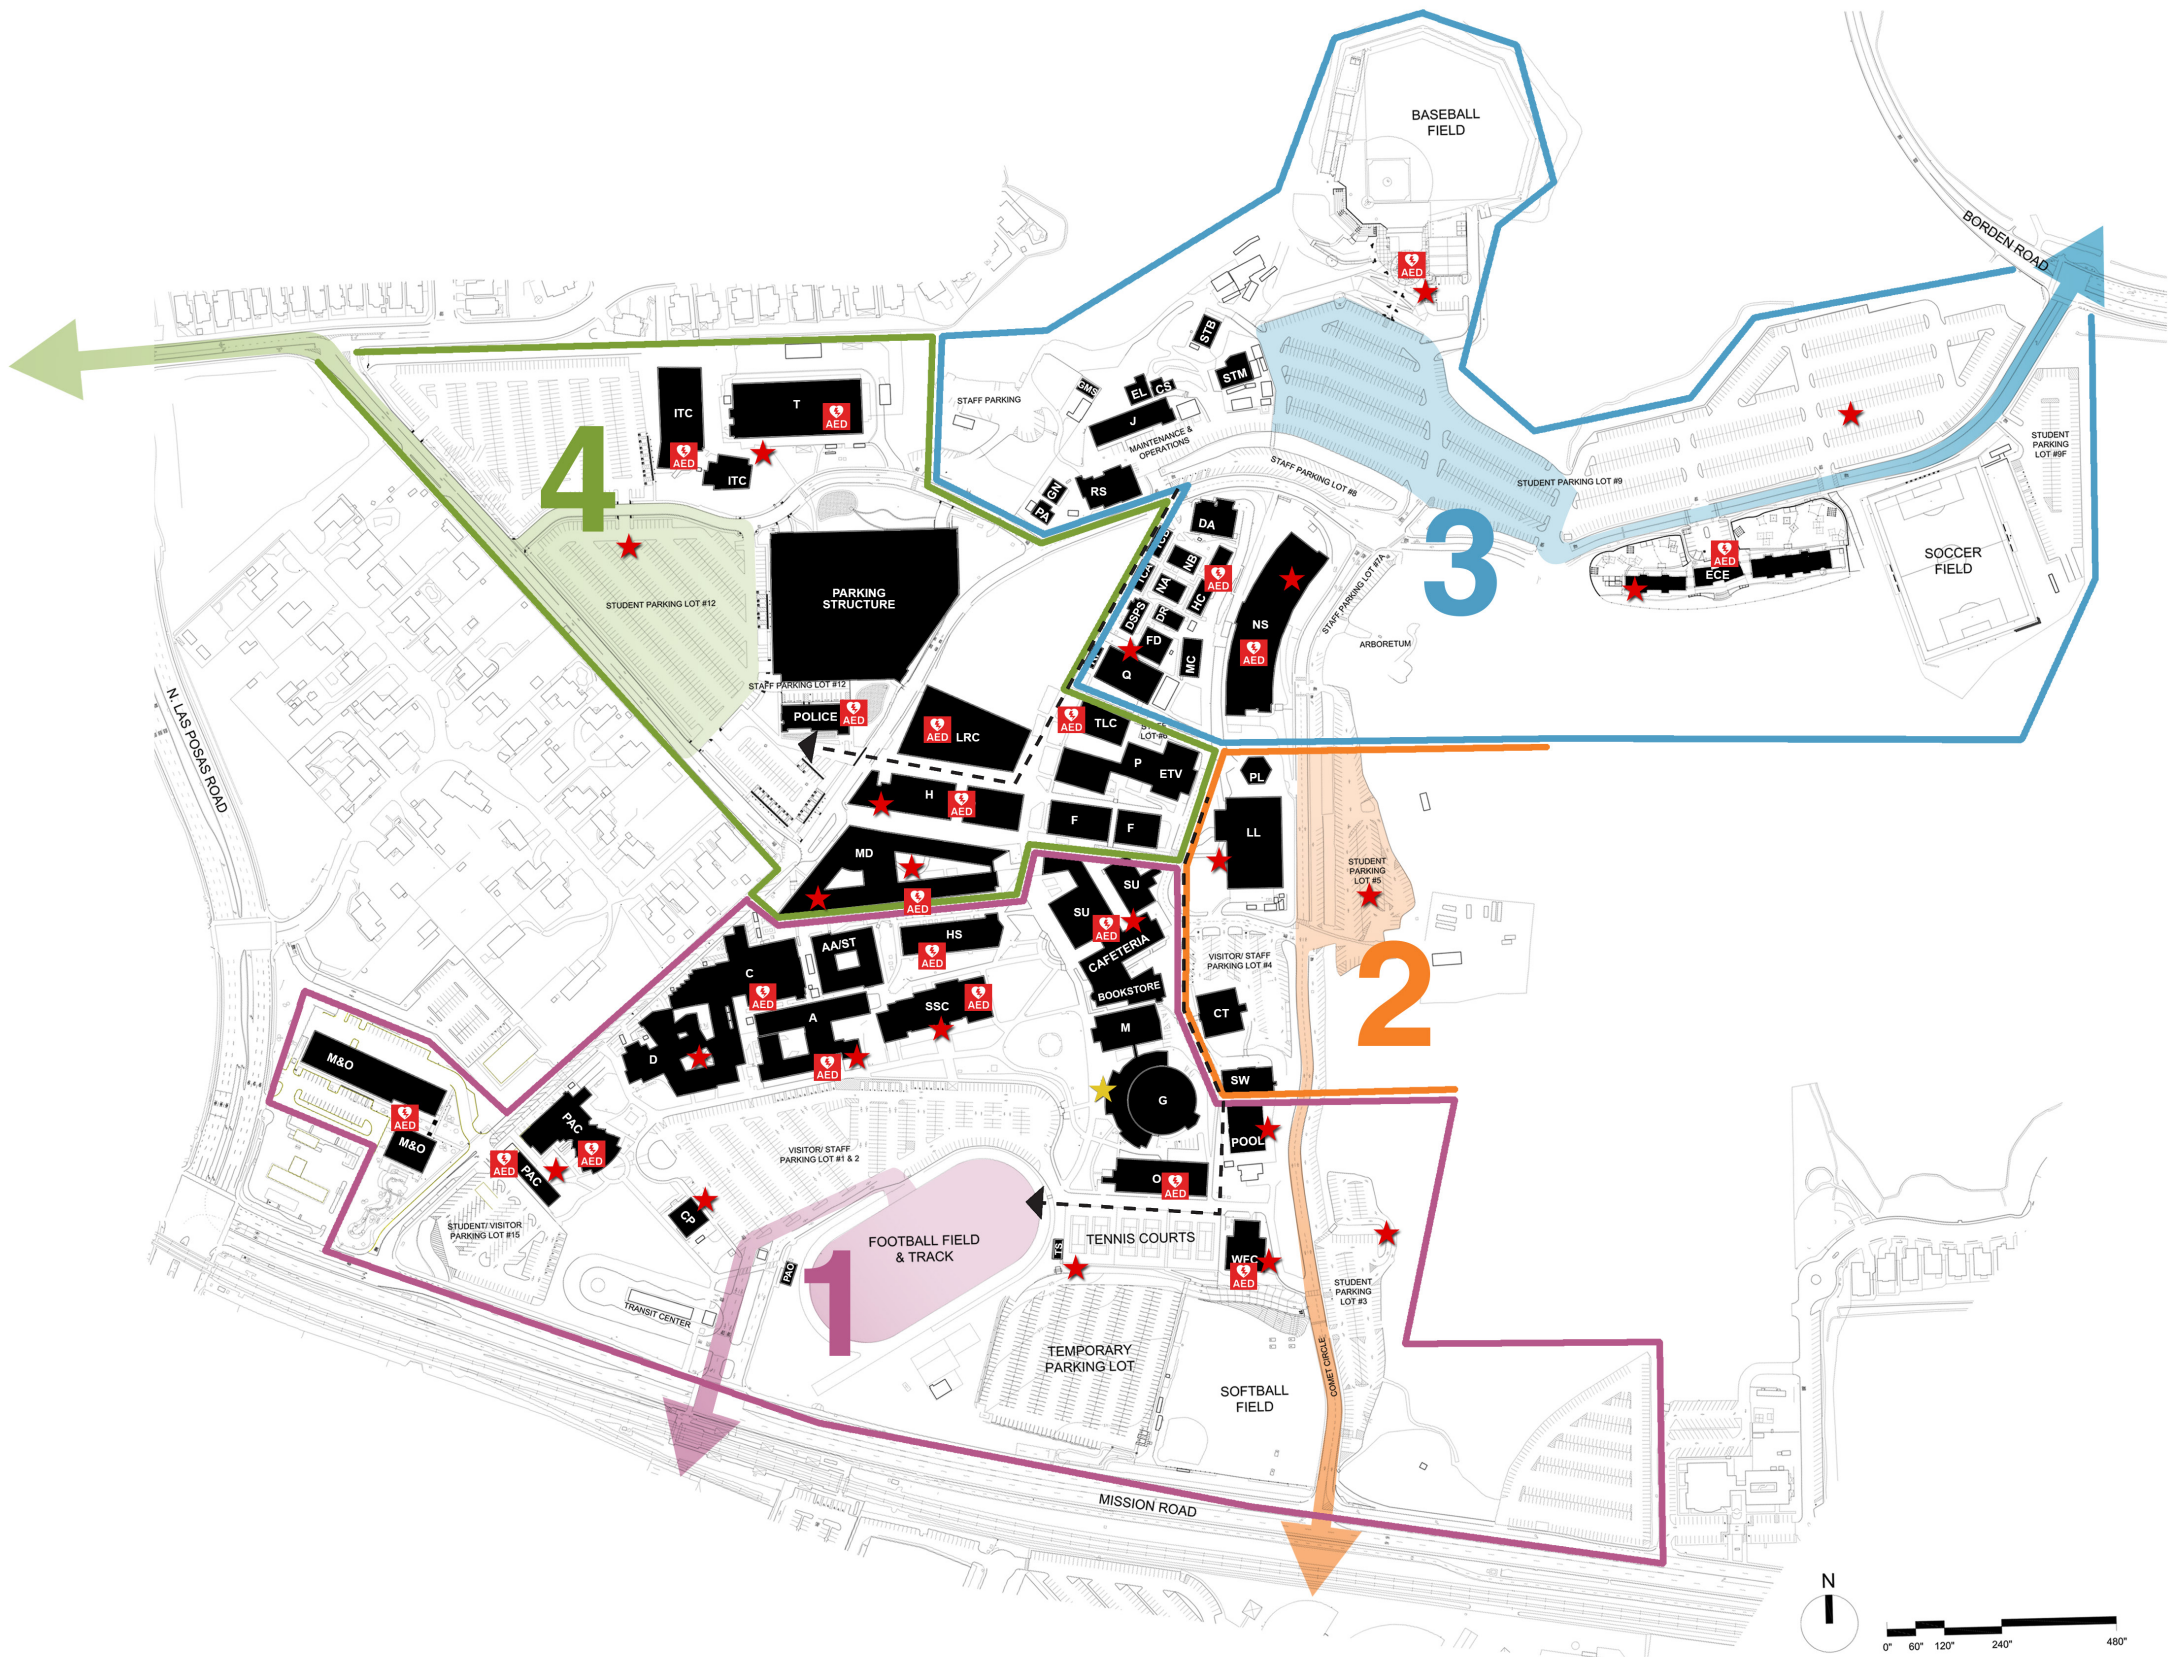 BASEBALL
FIELD
BORDEN ROAD
STB
STM
GMS
EL
CS
STAFF PARKING
J
MAINTENANCE &
OPERATIONS
AED
ITC
T
AED
AED
ITC
4
STAFF PARKING LOT #8
STUDENT PARKING LOT #9
STUDENT
PARKING
LOT #9F
GN
RS
PA
DA
3
SOCCER
FIELD
AED
ECE
TCB
TCA
NB
NA
AED
HC
DSPS
DR
FD
NS
AED
STAFF PARKING LOT #7A
ARBORETUM
Q
MC
PARKING
STRUCTURE
STUDENT PARKING LOT #12
STAFF PARKING LOT #12
POLICE
AED
AED
LRC
AED
TLC
STAFF
LOT #6
P
ETV
PL
N. LAS POSAS ROAD
H
AED
F
F
LL
MD
AED
STUDENT
PARKING
LOT #5
SU
SU
AED
CAFETERIA
BOOKSTORE
HS
AED
AA/ST
C
AED
SSC
AED
A
AED
D
M
G
VISITOR/ STAFF
PARKING LOT #4
CT
2
SW
POOL
M&O
AED
M&O
PAC
AED
AED
PAC
CP
VISITOR/ STAFF
PARKING LOT #1 & 2
O
AED
STUDENT/ VISITOR
PARKING LOT #15
TRANSIT CENTER
PAO
1
FOOTBALL FIELD
& TRACK
TS
TENNIS COURTS
WFC
AED
STUDENT
PARKING
LOT #3
TEMPORARY
PARKING LOT
SOFTBALL
FIELD
COMET CIRCLE
MISSION ROAD
N
0" 60" 120" 240" 480"